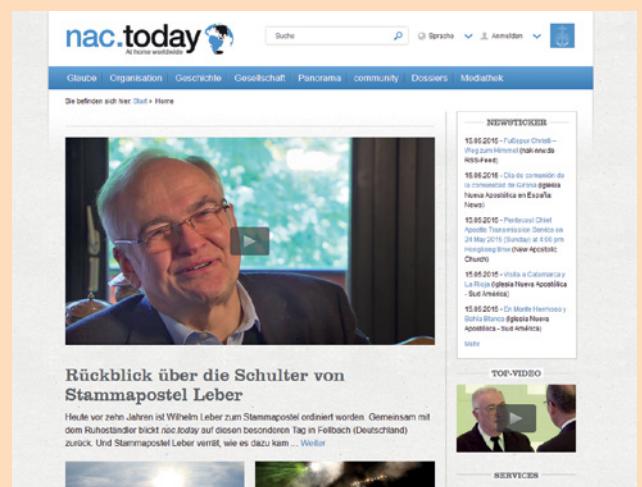 nac.today
At home worldwide
Suche
Sprache
Anmelden
Glaube Organisation Geschichte Gesellschaft Panorama community Dossiers Mediathek
Sie befinden sich hier: Start » Home
NEWSTICKER
15.05.2015 - Fußspur Christi –
Weg zum Himmel (nak-nrw.de
RSS-Feed)
15.05.2015 - Día de comunión de
la comunidad de Girona (Iglesia
Nueva Apostólica en España:
News)
15.05.2015 - Pentecost Chief
Apostle Transmission Service on
24 May 2015 (Sunday) at 4:00 pm
Hongkong time (New Apostolic
Church)
15.05.2015 - Visita a Catamarca y
La Rioja (Iglesia Nueva Apostólica
- Sud América)
15.05.2015 - En Monte Hermoso y
Bahía Blanca (Iglesia Nueva
Apostólica - Sud América)
Mehr
Rückblick über die Schulter von
Stammapostel Leber
Heute vor zehn Jahren ist Wilhelm Leber zum Stammapostel ordiniert worden. Gemeinsam mit
dem Ruheständler blickt nac.today auf diesen besonderen Tag in Fellbach (Deutschland)
zurück. Und Stammapostel Leber verrät, wie es dazu kam ... Weiter
TOP-VIDEO
SERVICES